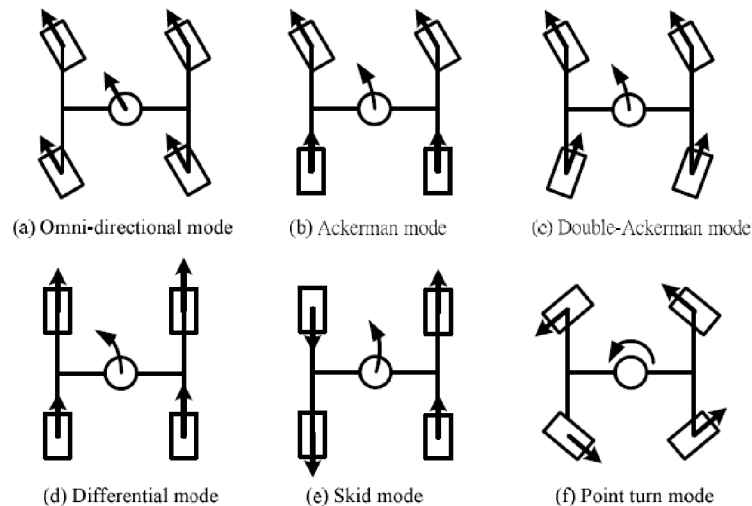 (a) Omni-directional mode
(b) Ackerman mode
(c) Double-Ackerman mode
(d) Differential mode
(e) Skid mode
(f) Point turn mode